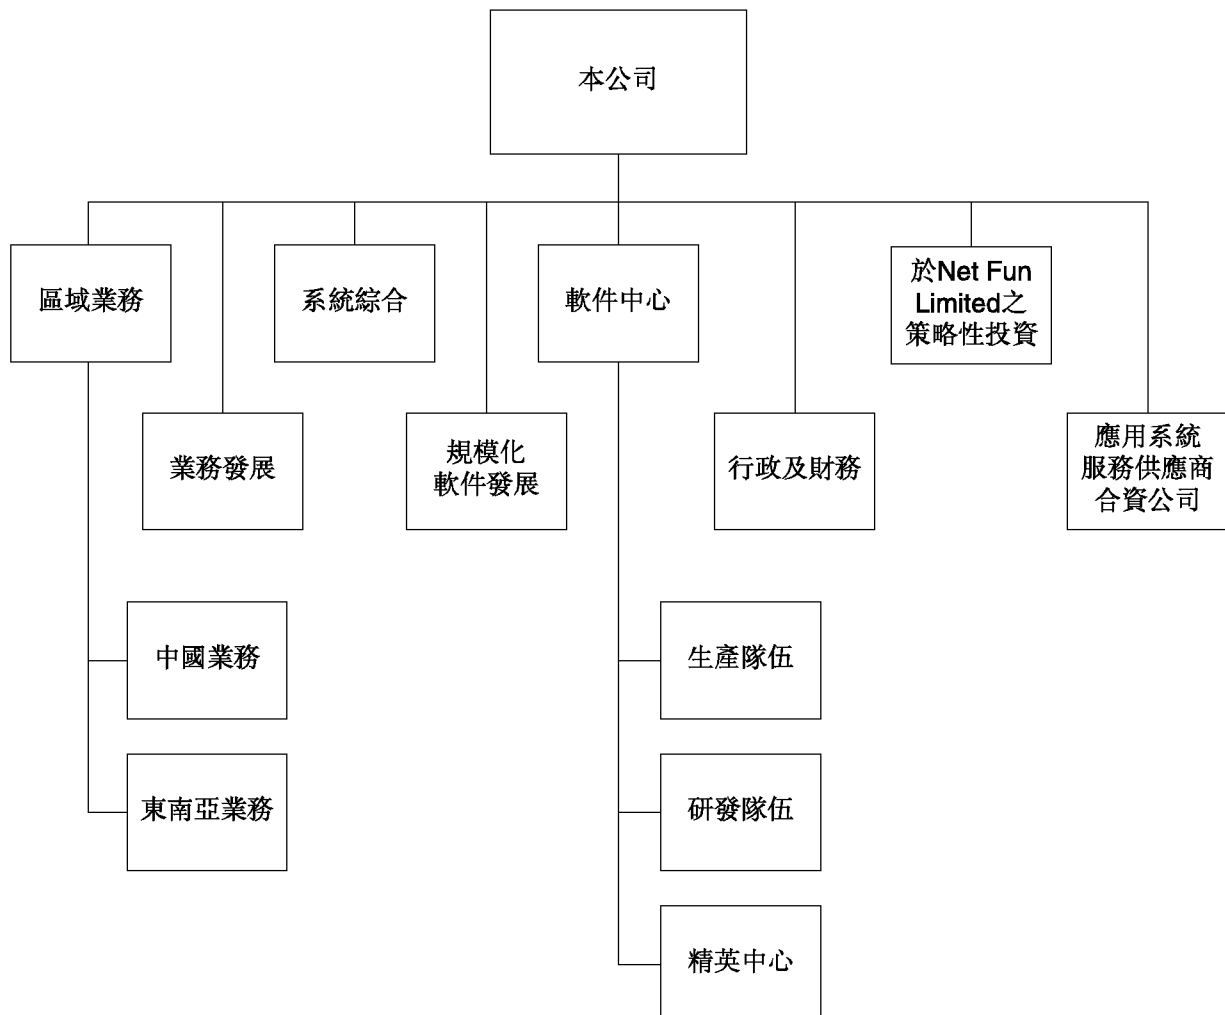 本公司
區域業務
系統綜合
軟件中心
於Net Fun
Limited之
策略性投資
業務發展
規模化
軟件發展
行政及財務
應用系統
服務供應商
合資公司
中國業務
生產隊伍
東南亞業務
研發隊伍
精英中心